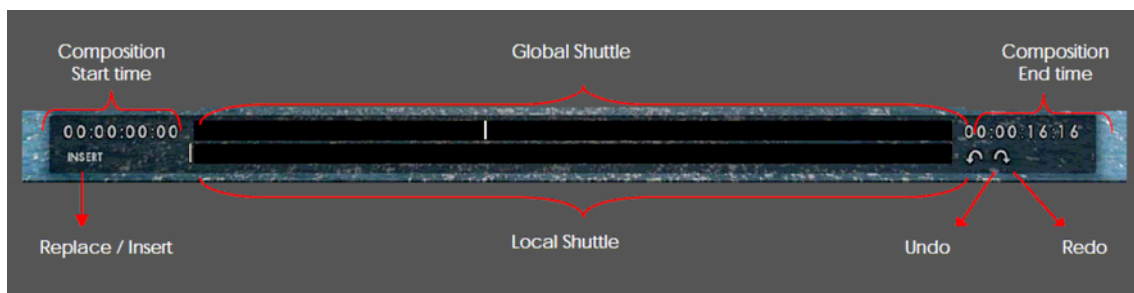 Composition
Start time
Global Shuttle
Composition
End time
00:00:00:00
00:00:16:16
INSERT
Replace / Insert
Local Shuttle
Undo
Redo